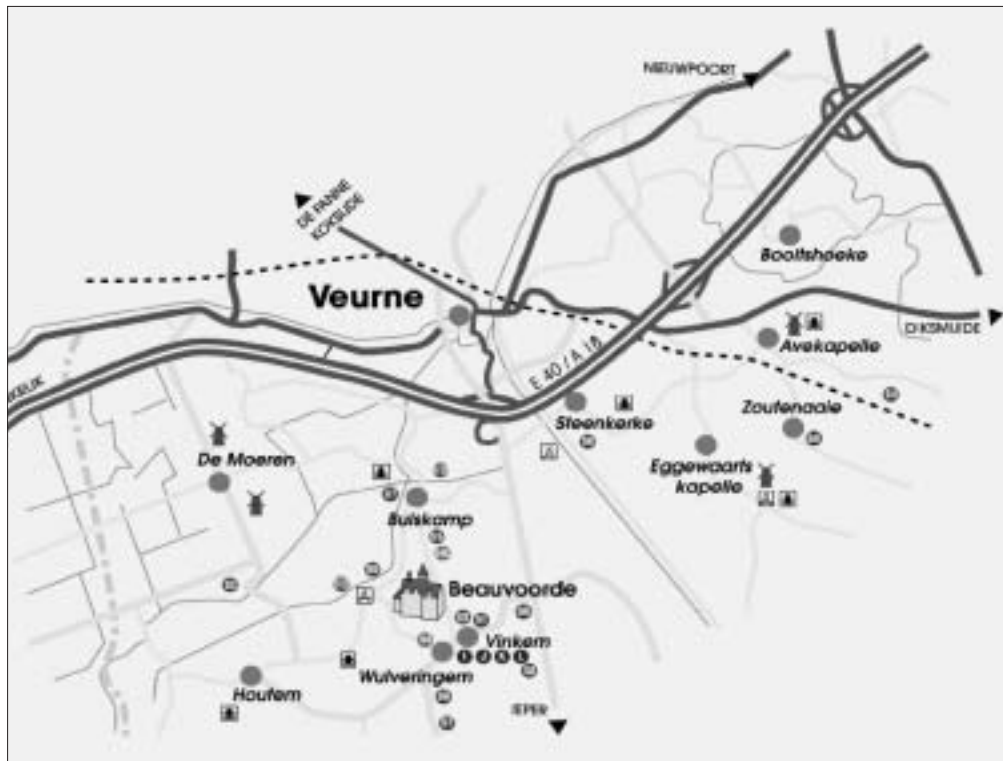 NIEUWPOORT
DE PANNE
KOKSIJDE
Booitshoeke
Veurne
DIKSMUIDE
Avekapelle
E 40 / A 18
Steenkerke
Zoutenaaie
De Moeren
Eggewaarts
kapelle
Bulskamp
Beauvoorde
Vinkem
I J K L
Wulveringem
Houtem
IEPER